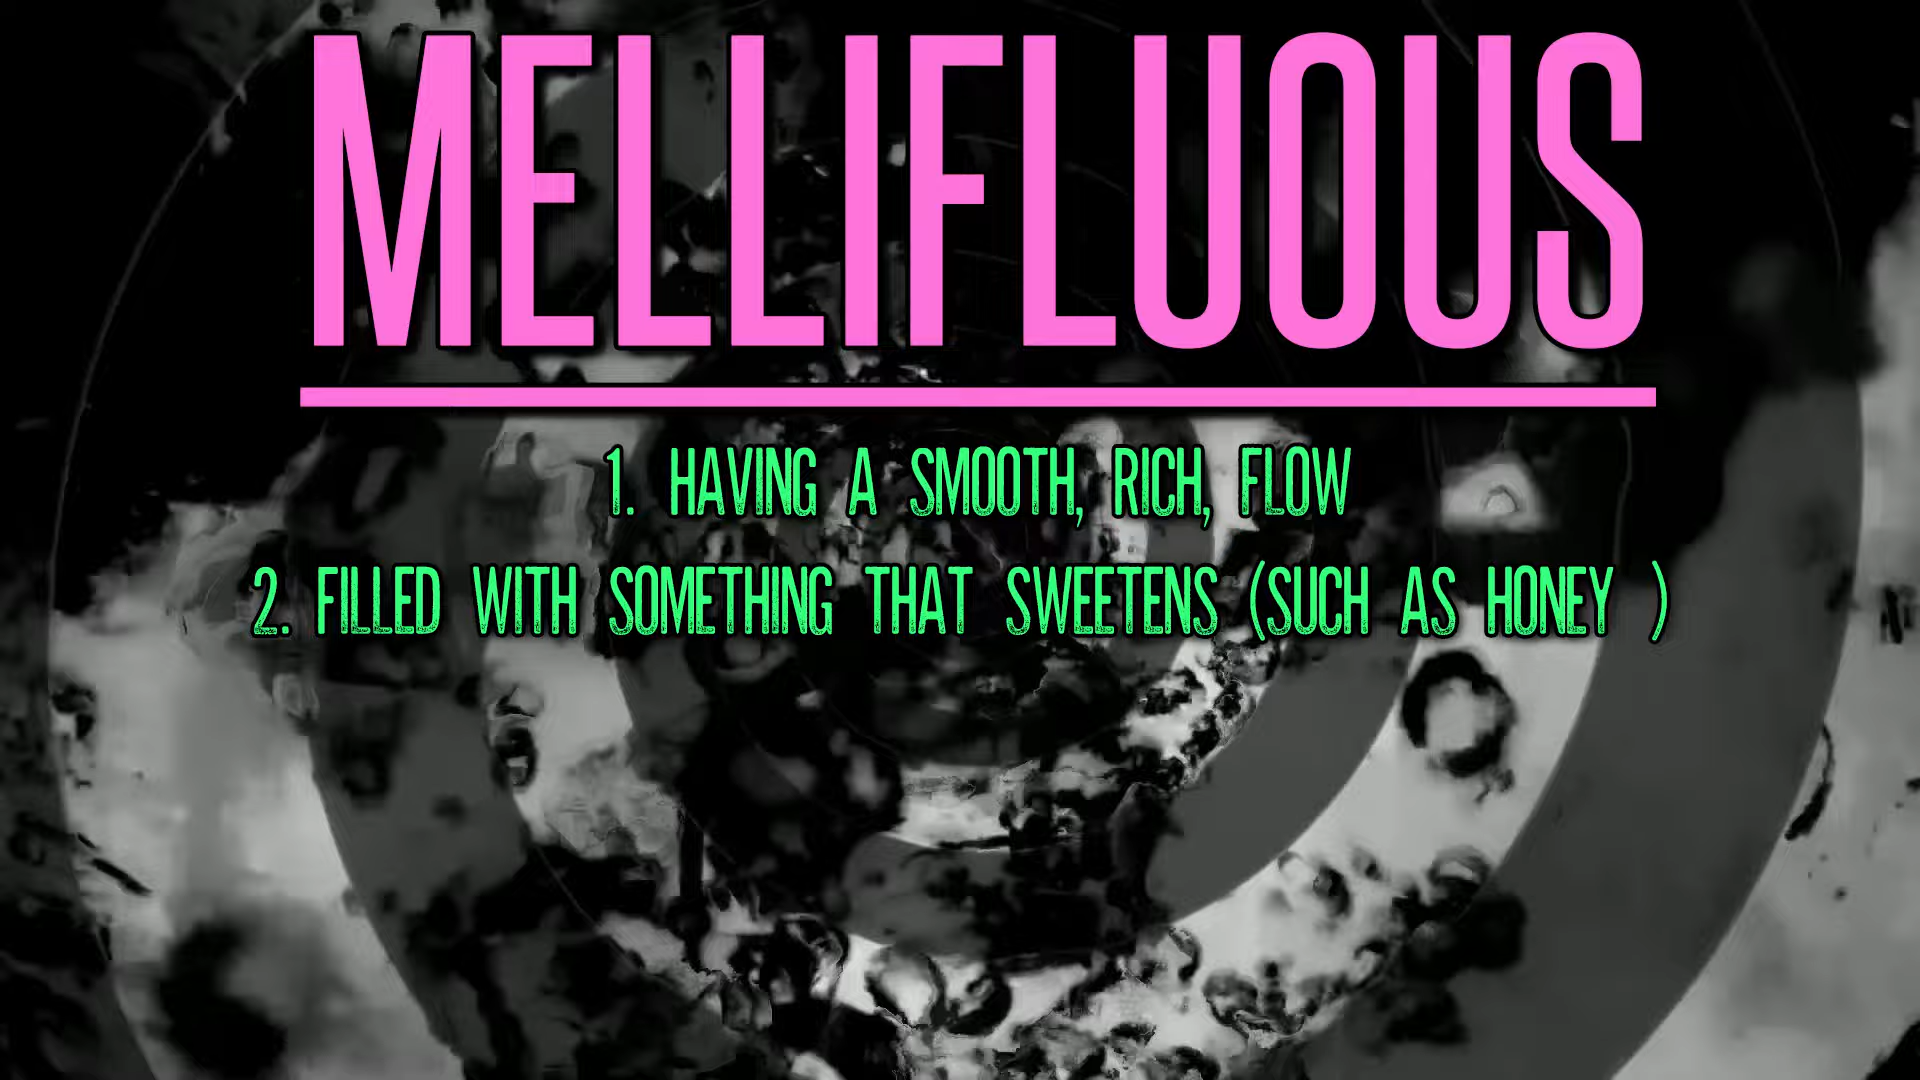 MELLIFLUOUS
1. HAVING A SMOOTH, RICH, FLOW
2. FILLED WITH SOMETHING THAT SWEETENS (SUCH AS HONEY )